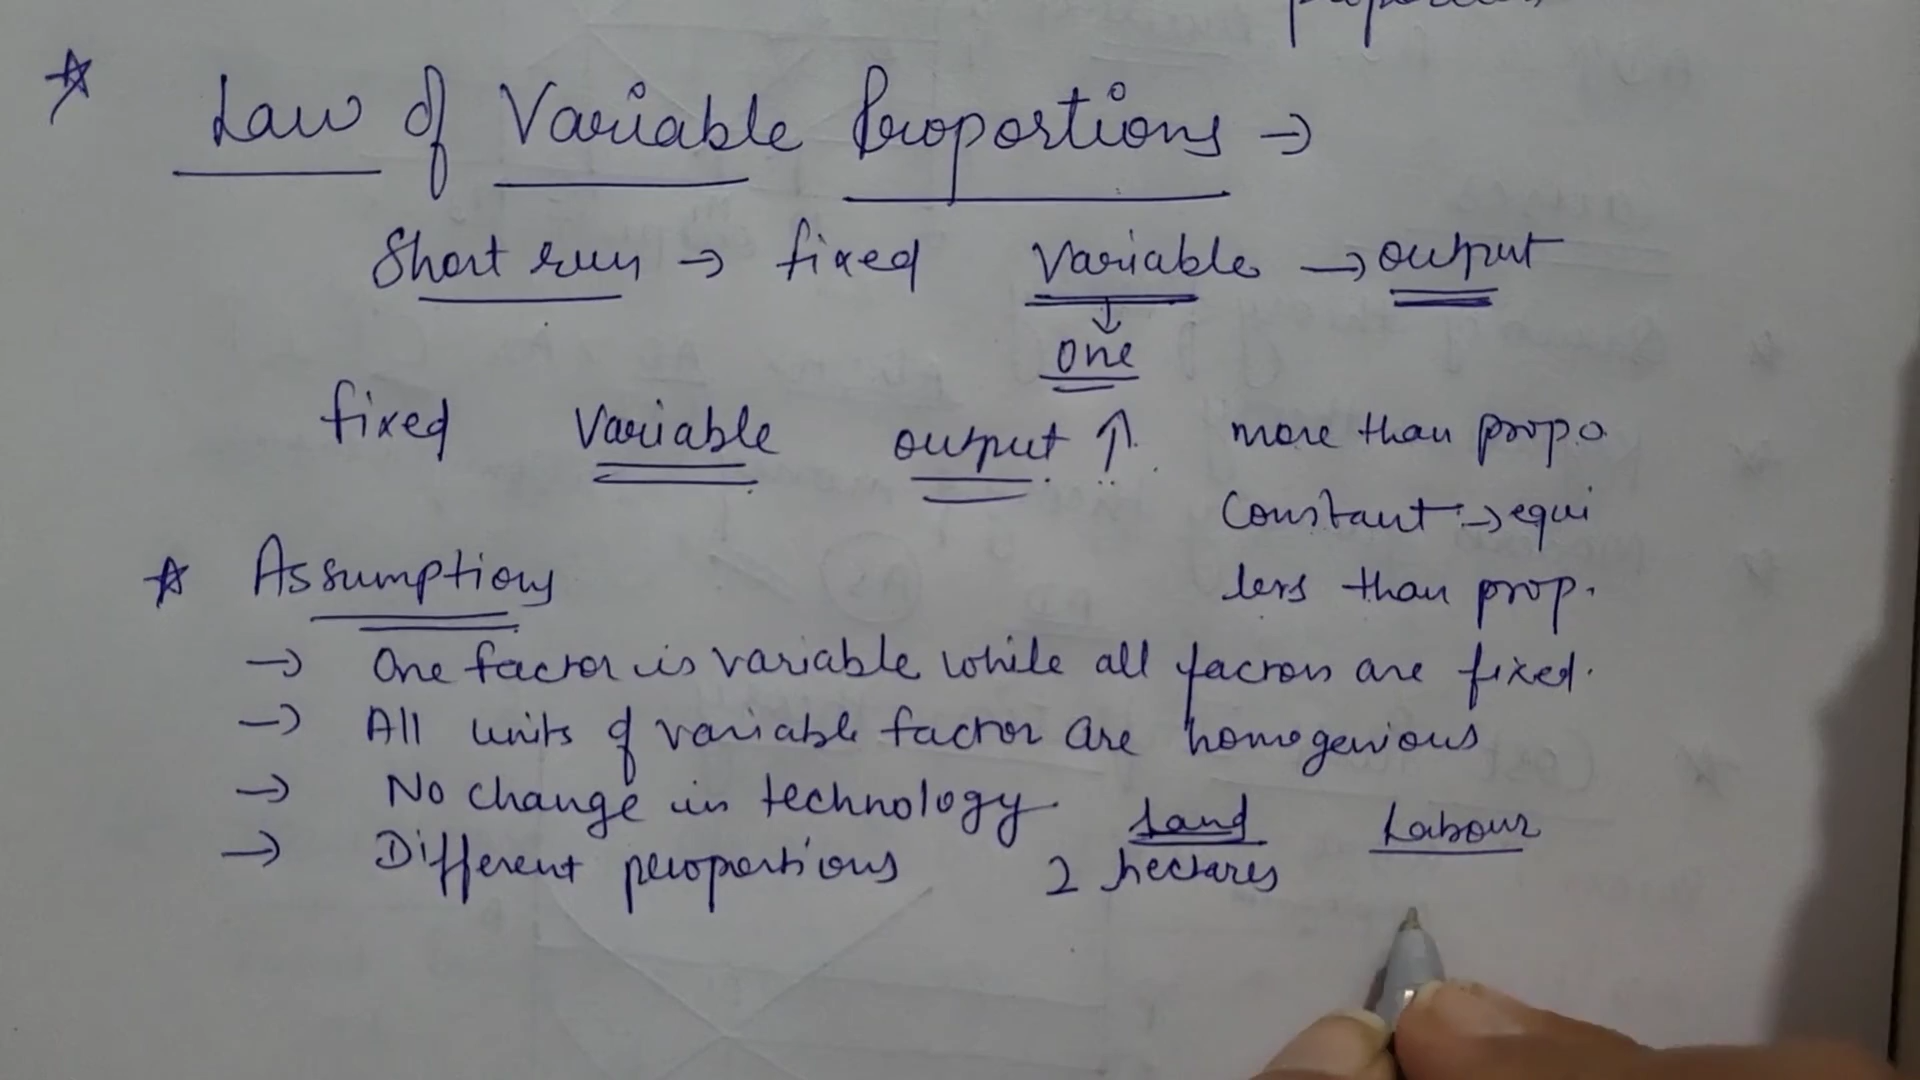 ☆ Law of Variable Proportions →
Short run → fixed Variable → output
↓
one
fixed Variable output ↑ more than propo
Constant → equi
less than prop.
☆ Assumptions
→ One factor is variable while all factors are fixed.
→ All units of variable factor are homogenious
→ No change in technology.
→ Different peroportions
Land Labour
2 hectares